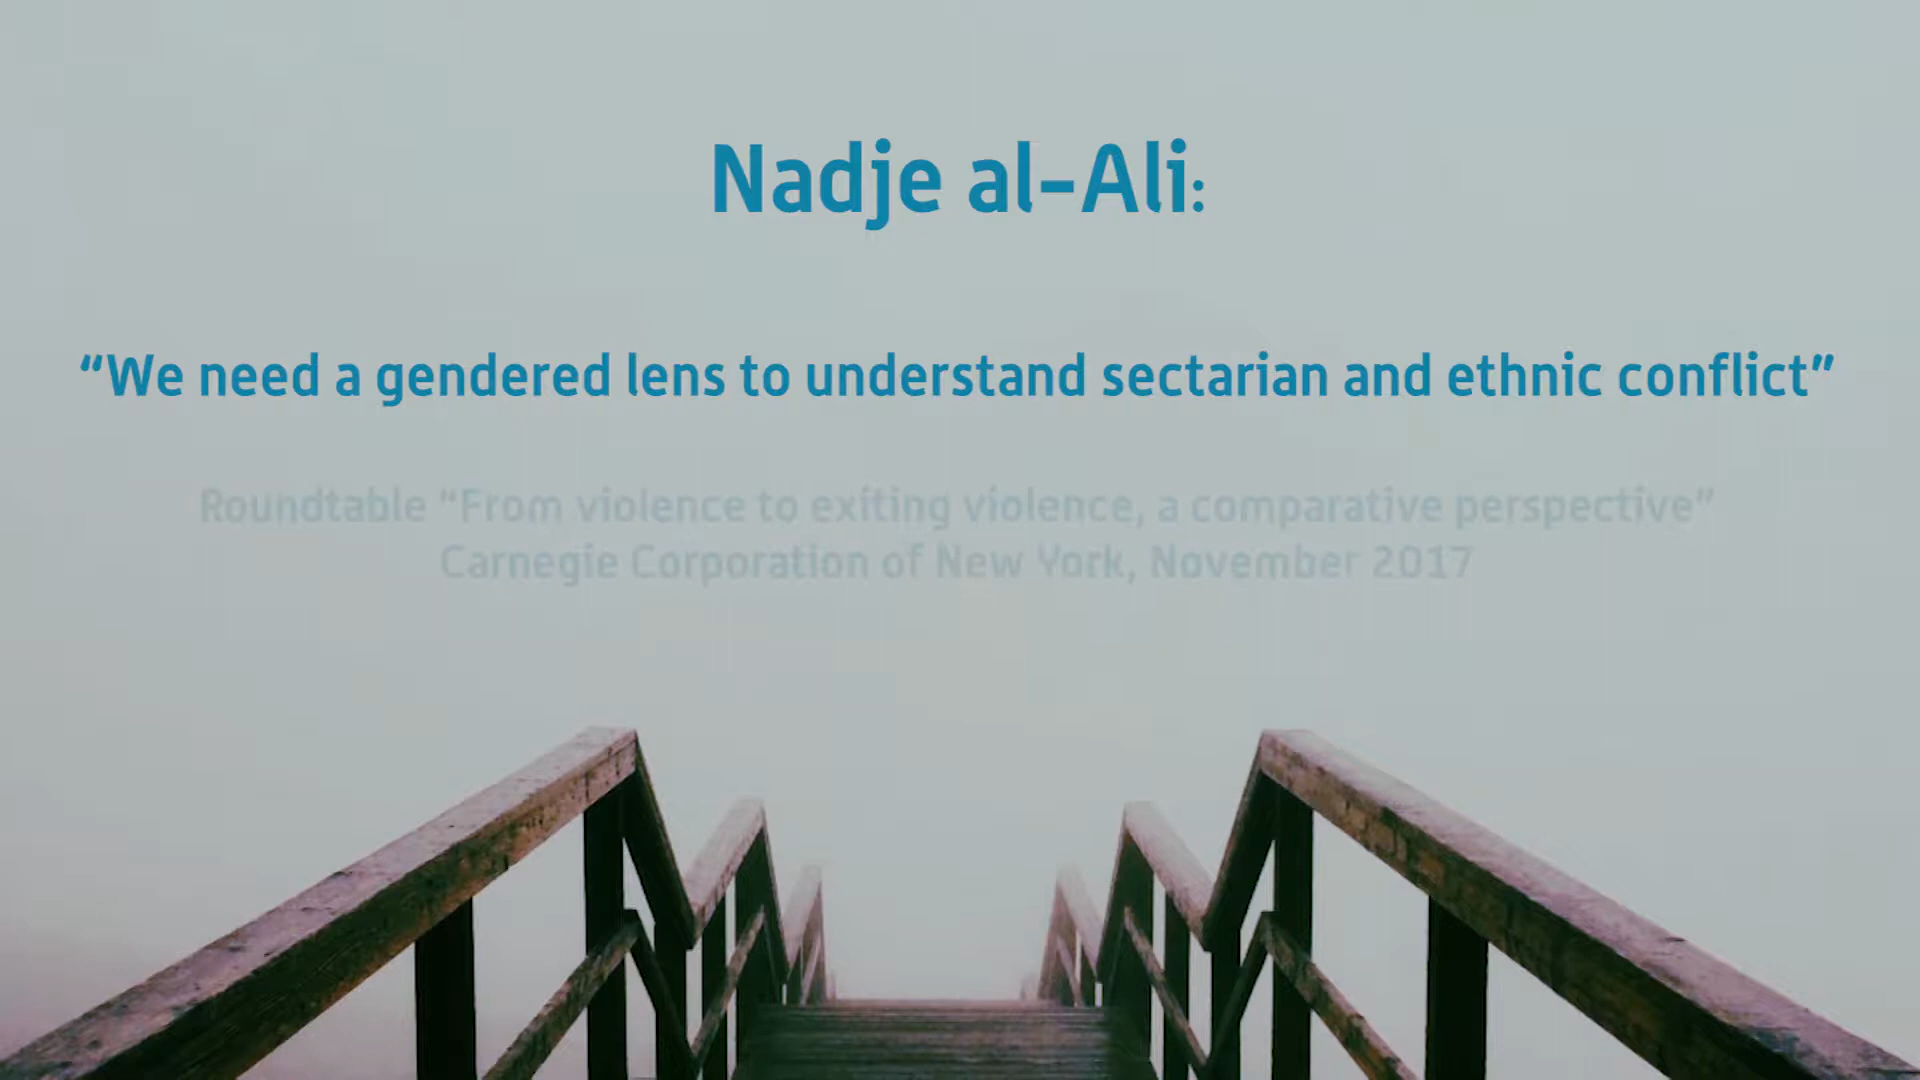 Nadje al-Ali:
“We need a gendered lens to understand sectarian and ethnic conflict”
Roundtable “From violence to exiting violence, a comparative perspective”
Carnegie Corporation of New York, November 2017